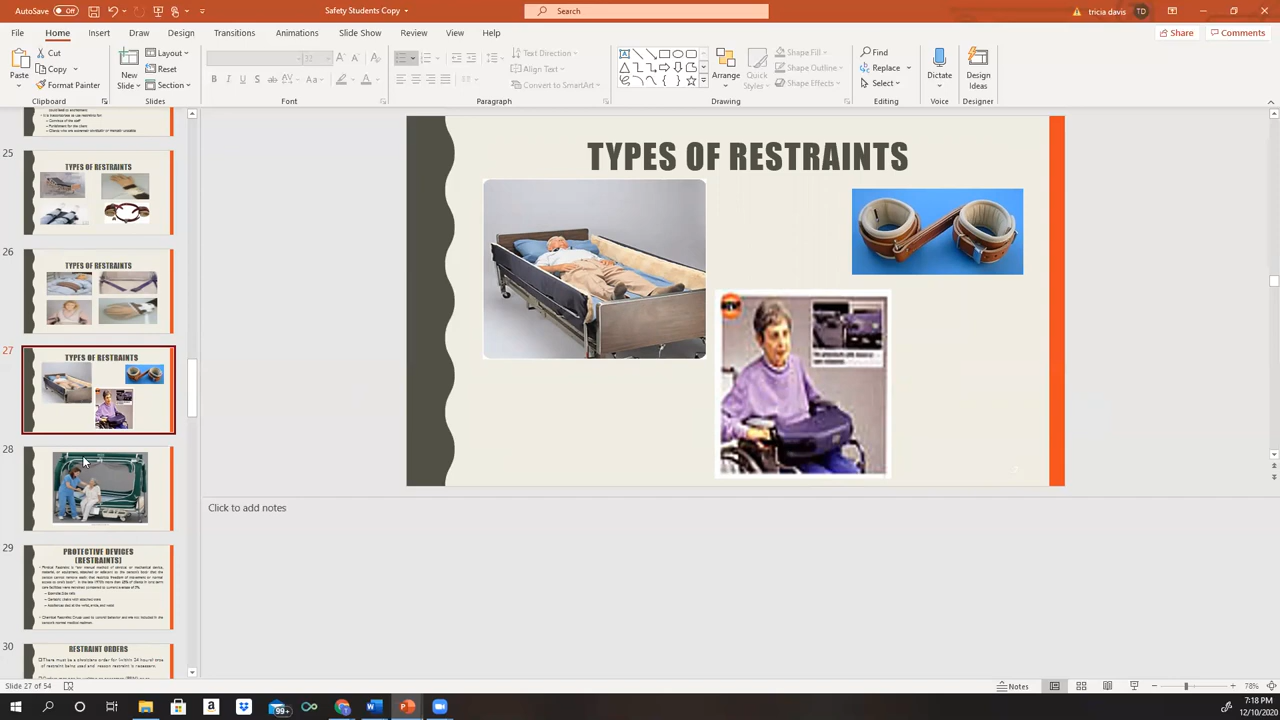 AutoSave Off
Safety Students Copy
Search
tricia davis TD
File Home Insert Draw Design Transitions Animations Slide Show Review View Help
Share Comments
Paste
Cut
Copy
Format Painter
Clipboard
New Slide
Layout
Reset
Section
Slides
22
B I U S ab AV Aa A
Font
Text Direction
Align Text
Convert to SmartArt
Paragraph
Arrange
Quick Styles
Shape Fill
Shape Outline
Shape Effects
Drawing
Find
Replace
Select
Editing
Dictate
Voice
Design Ideas
Designer
25
TYPES OF RESTRAINTS
26
TYPES OF RESTRAINTS
27
TYPES OF RESTRAINTS
28
29
PROTECTIVE DEVICES
(RESTRAINTS)
30
RESTRAINT ORDERS
TYPES OF RESTRAINTS
Click to add notes
Slide 27 of 54
Notes
78%
7:18 PM
12/10/2020